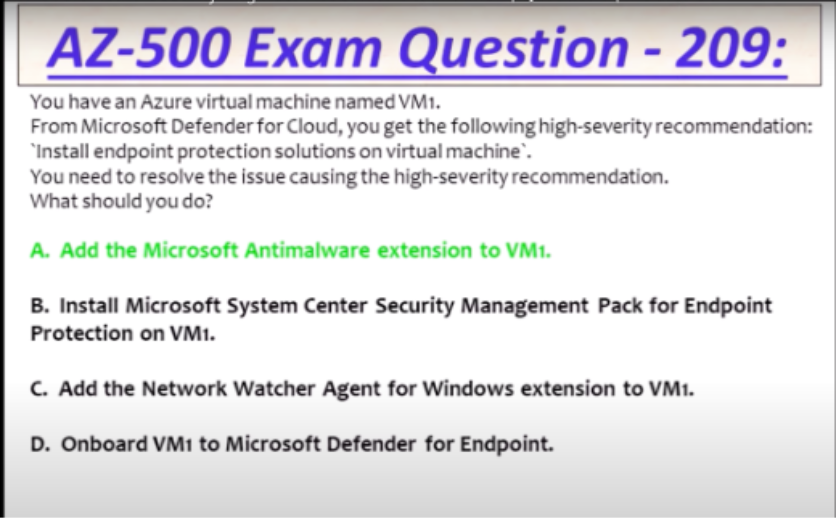 AZ-500 Exam Question - 209:
You have an Azure virtual machine named VM1.
From Microsoft Defender for Cloud, you get the following high-severity recommendation:
`Install endpoint protection solutions on virtual machine`.
You need to resolve the issue causing the high-severity recommendation.
What should you do?
A. Add the Microsoft Antimalware extension to VM1.
B. Install Microsoft System Center Security Management Pack for Endpoint
Protection on VM1.
C. Add the Network Watcher Agent for Windows extension to VM1.
D. Onboard VM1 to Microsoft Defender for Endpoint.